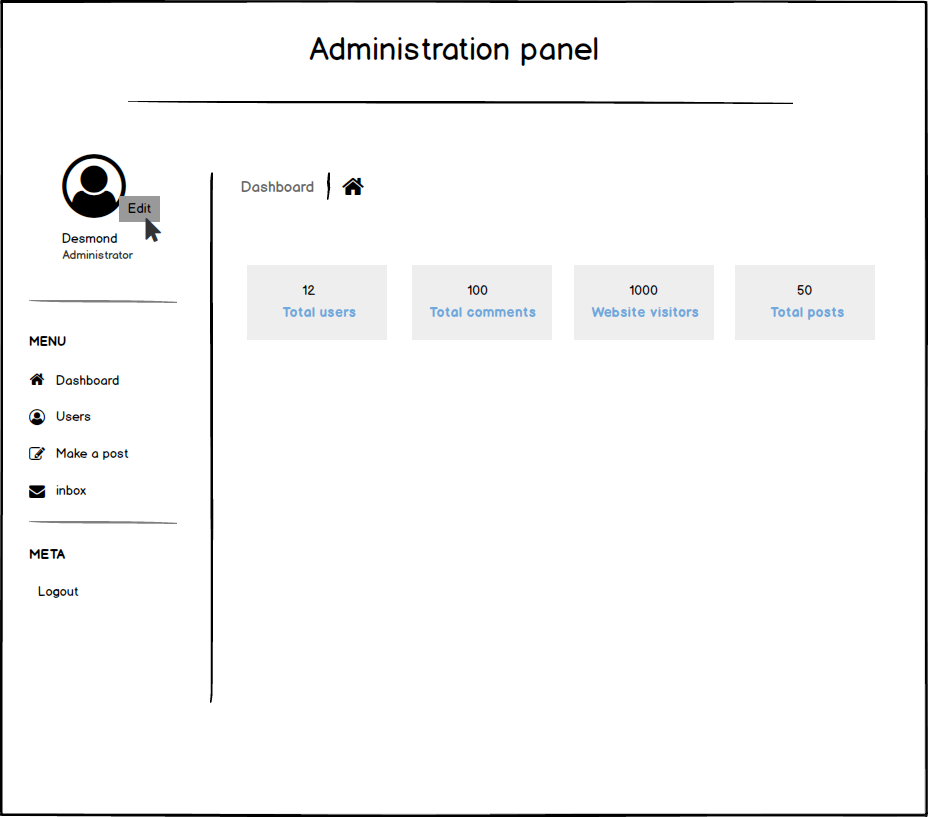 Administration panel
Edit
Desmond
Administrator
MENU
Dashboard
Users
Make a post
inbox
META
Logout
Dashboard
12
Total users
100
Total comments
1000
Website visitors
50
Total posts